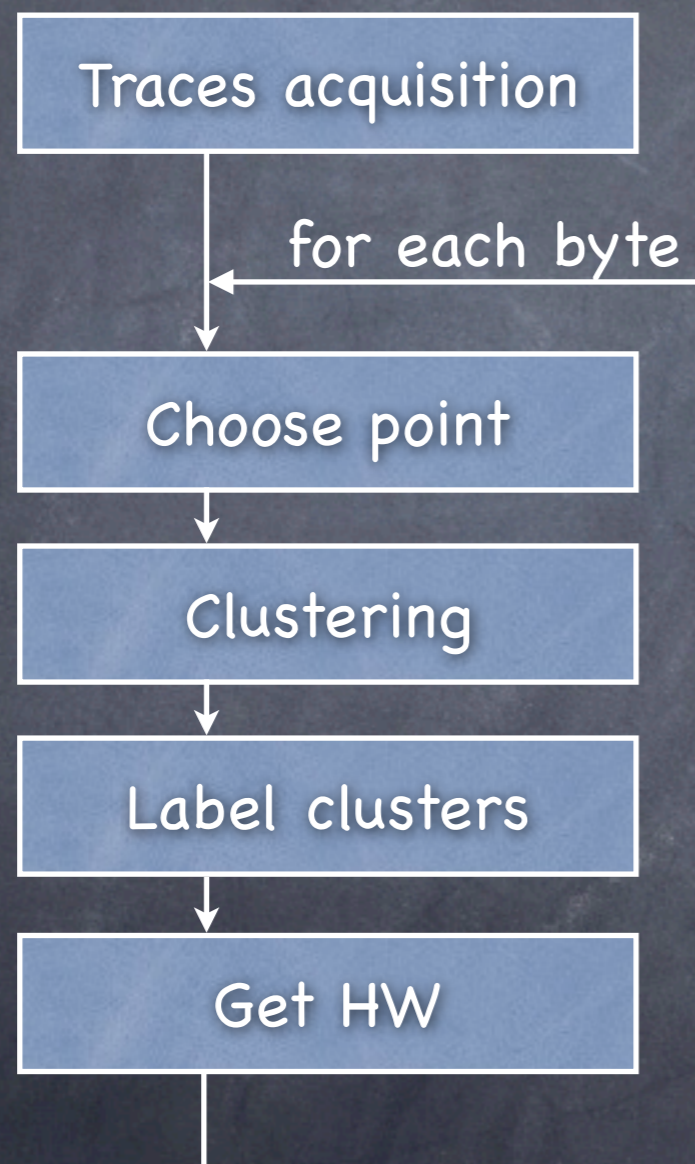 Traces acquisition
for each byte
Choose point
Clustering
Label clusters
Get HW